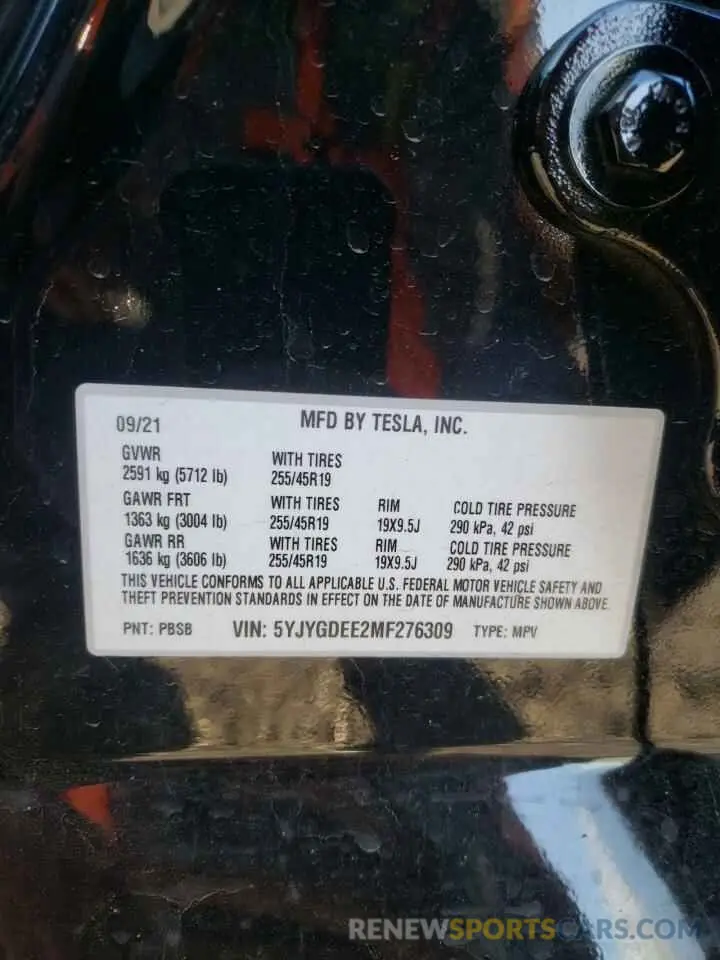 09/21 MFD BY TESLA, INC.
GVWR WITH TIRES
2591 kg (5712 lb) 255/45R19
GAWR FRT WITH TIRES RIM COLD TIRE PRESSURE
1363 kg (3004 lb) 255/45R19 19X9.5J 290 kPa, 42 psi
GAWR RR WITH TIRES RIM COLD TIRE PRESSURE
1636 kg (3606 lb) 255/45R19 19X9.5J 290 kPa, 42 psi
THIS VEHICLE CONFORMS TO ALL APPLICABLE U.S. FEDERAL MOTOR VEHICLE SAFETY AND
THEFT PREVENTION STANDARDS IN EFFECT ON THE DATE OF MANUFACTURE SHOWN ABOVE.
PNT: PBSB VIN: 5YJYGDEE2MF276309 TYPE: MPV
RENEWSPORTSCARS.COM